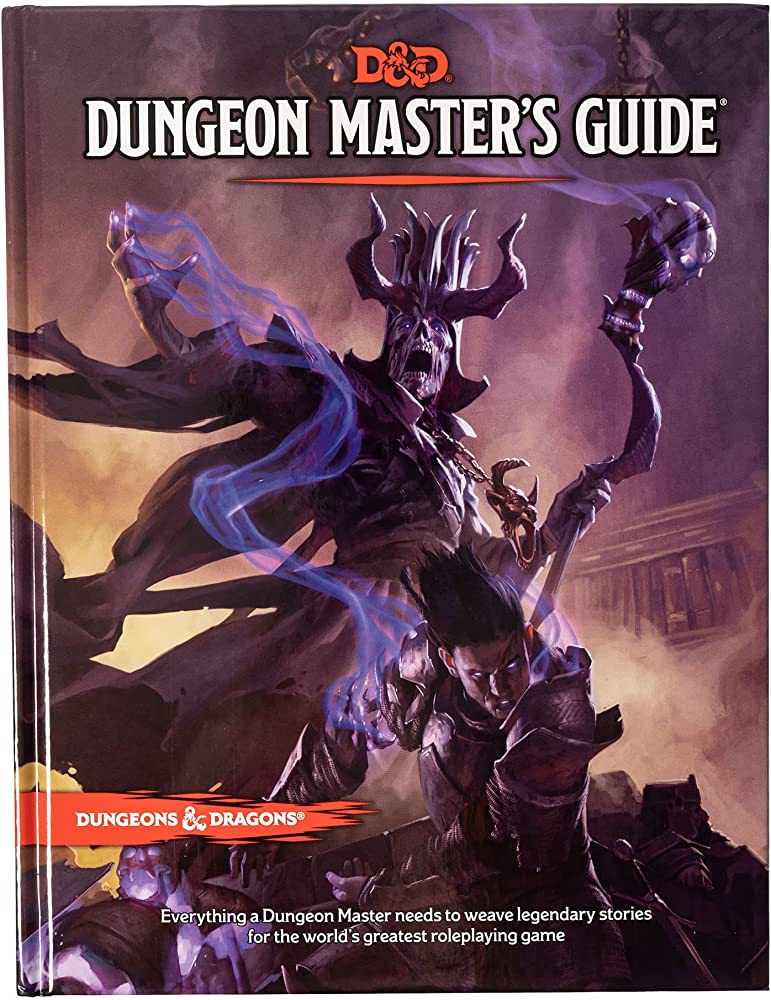 D&D®
DUNGEON MASTER'S GUIDE®
DUNGEONS & DRAGONS®
Everything a Dungeon Master needs to weave legendary stories
for the world's greatest roleplaying game